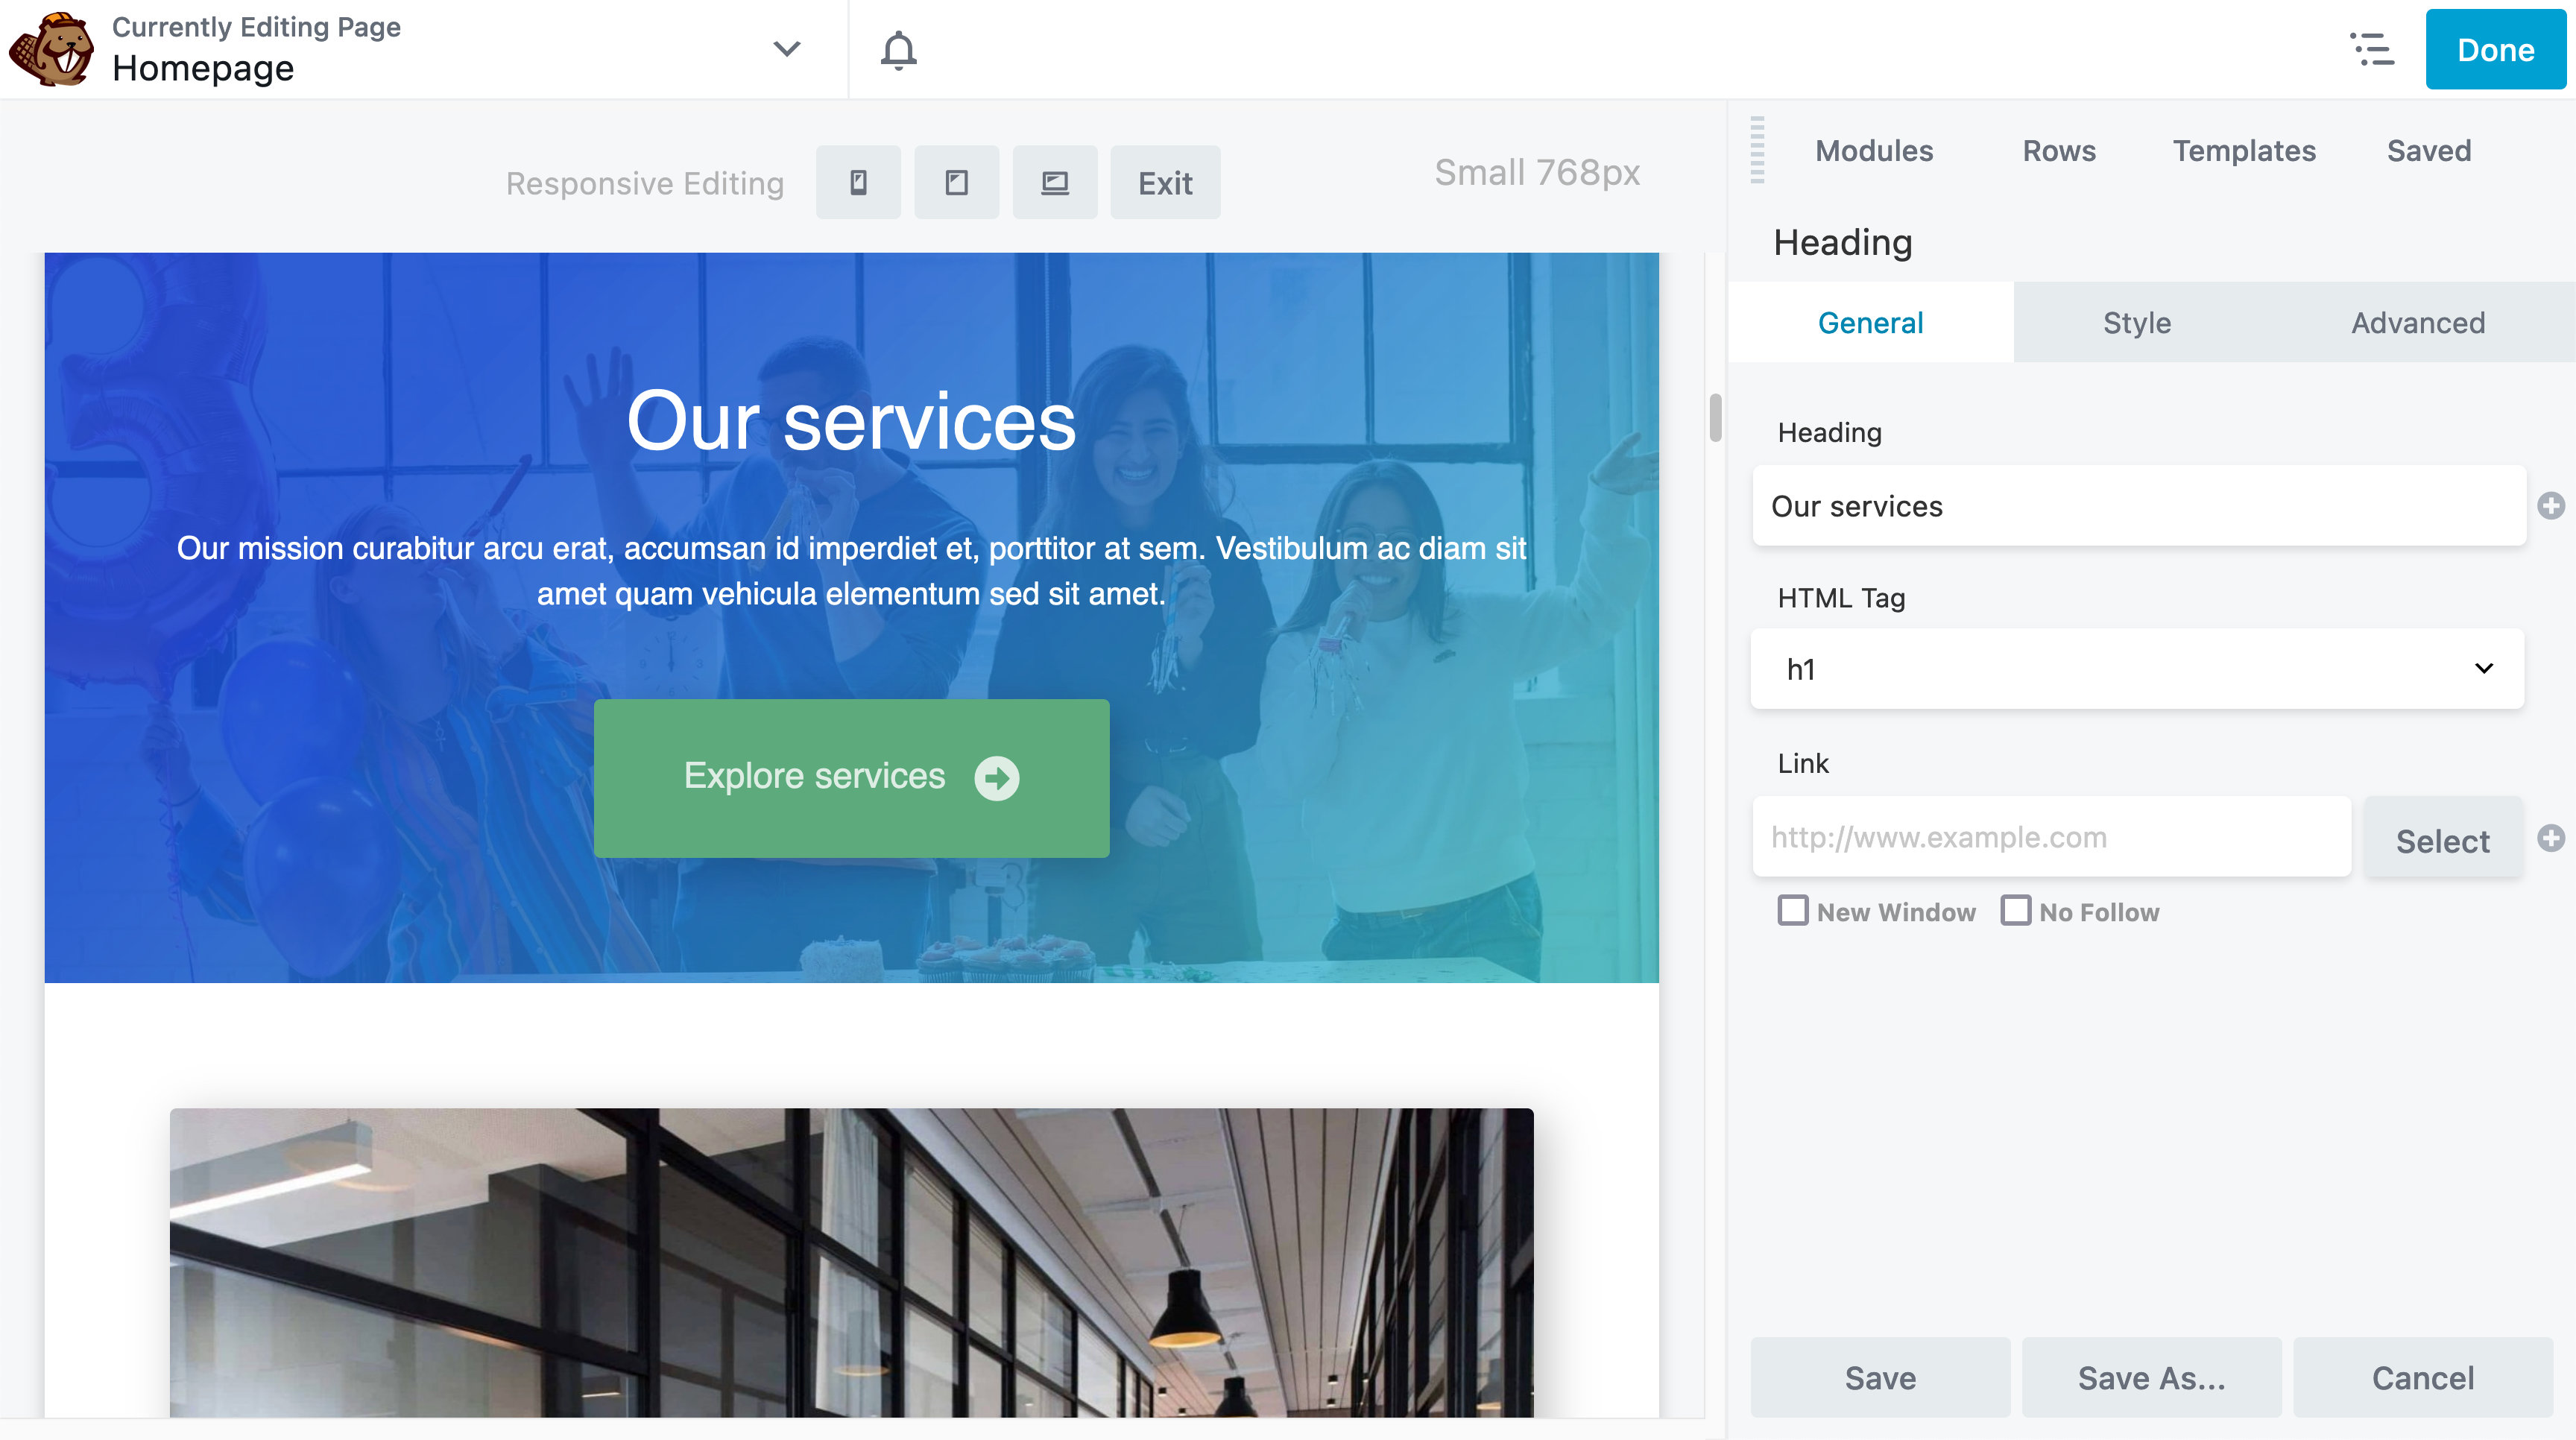 Currently Editing Page
Homepage
Done
Responsive Editing
Exit
Small 768px
Modules
Rows
Templates
Saved
Heading
General
Style
Advanced
Our services
Our mission curabitur arcu erat, accumsan id imperdiet et, porttitor at sem. Vestibulum ac diam sit
amet quam vehicula elementum sed sit amet.
Explore services
Heading
Our services
HTML Tag
h1
Link
http://www.example.com
Select
New Window
No Follow
Save
Save As...
Cancel